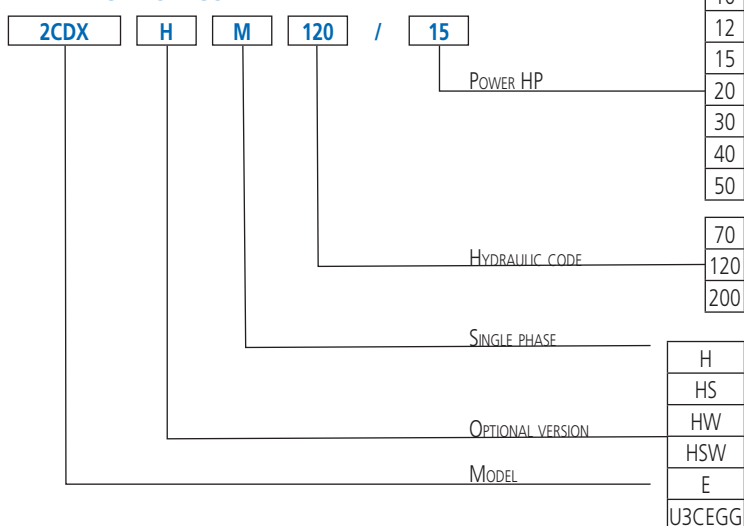 2CDX H M 120 / 15
12
15
Power HP
20
30
40
50
70
Hydraulic code
120
200
Single phase
H
HS
Optional version
HW
HSW
Model
E
U3CEGG